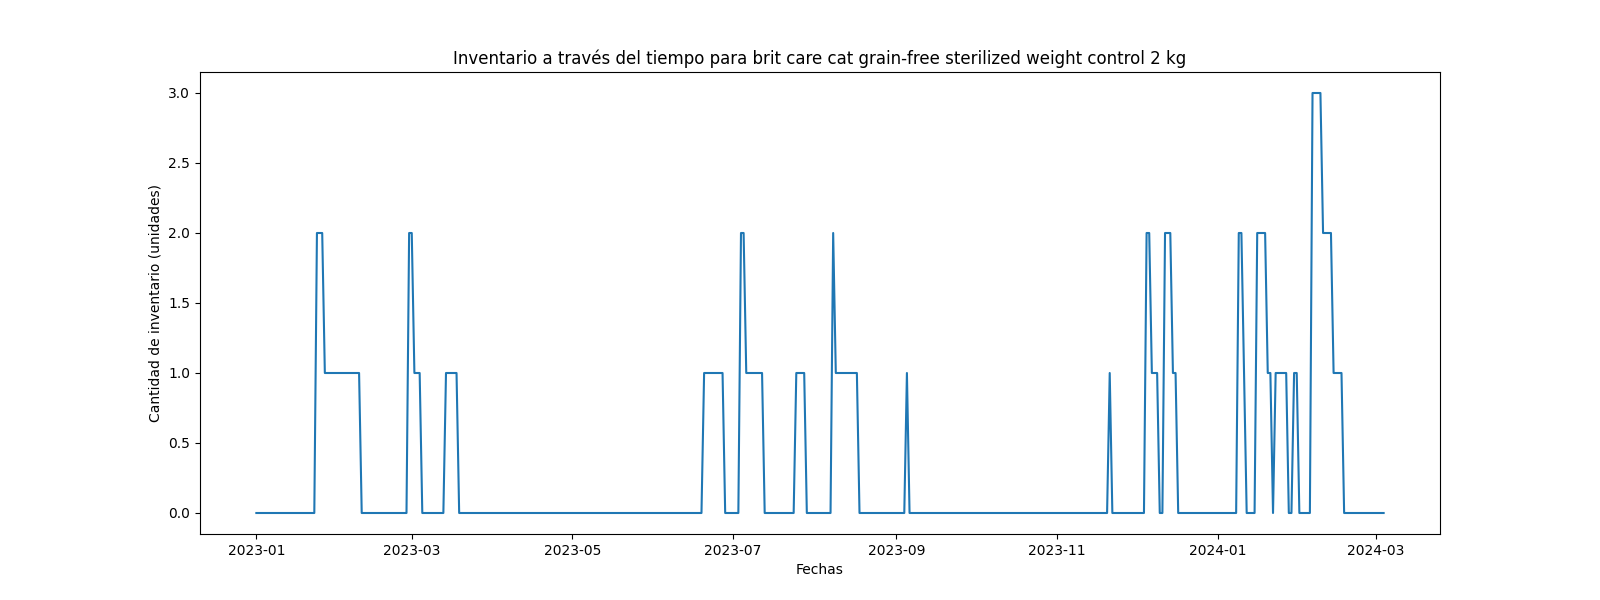 Inventario a través del tiempo para brit care cat grain-free sterilized weight control 2 kg
Cantidad de inventario (unidades)
3.0
2.5
2.0
1.5
1.0
0.5
0.0
2023-01 2023-03 2023-05 2023-07 2023-09 2023-11 2024-01 2024-03
Fechas